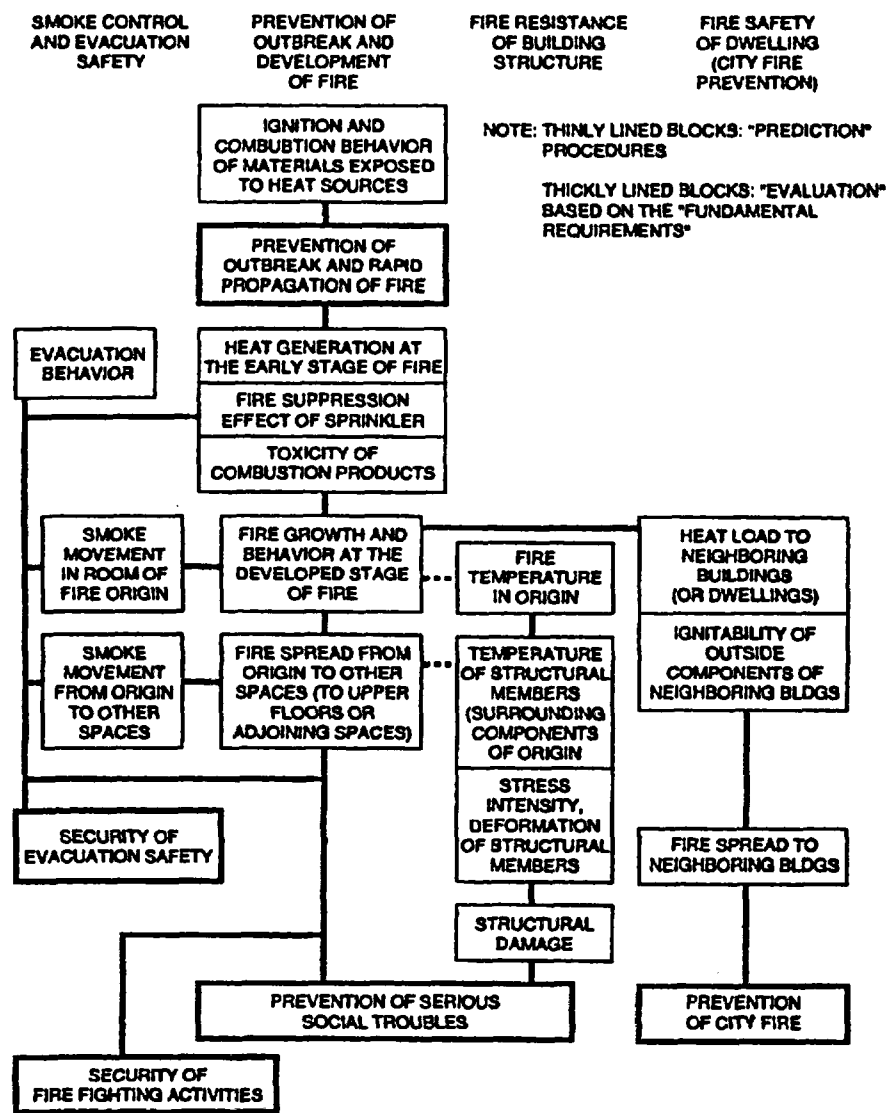 SMOKE CONTROL
AND EVACUATION
SAFETY
PREVENTION OF
OUTBREAK AND
DEVELOPMENT
OF FIRE
FIRE RESISTANCE
OF BUILDING
STRUCTURE
FIRE SAFETY
OF DWELLING
(CITY FIRE
PREVENTION)
NOTE: THINLY LINED BLOCKS: "PREDICTION"
PROCEDURES
THICKLY LINED BLOCKS: "EVALUATION"
BASED ON THE "FUNDAMENTAL
REQUIREMENTS"
IGNITION AND
COMBUBTION BEHAVIOR
OF MATERIALS EXPOSED
TO HEAT SOURCES
PREVENTION OF
OUTBREAK AND RAPID
PROPAGATION OF FIRE
EVACUATION
BEHAVIOR
HEAT GENERATION AT
THE EARLY STAGE OF FIRE
FIRE SUPPRESSION
EFFECT OF SPRINKLER
TOXICITY OF
COMBUSTION PRODUCTS
SMOKE
MOVEMENT
IN ROOM OF
FIRE ORIGIN
FIRE GROWTH AND
BEHAVIOR AT THE
DEVELOPED STAGE
OF FIRE
FIRE
TEMPERATURE
IN ORIGIN
HEAT LOAD TO
NEIGHBORING
BUILDINGS
(OR DWELLINGS)
IGNITABILITY OF
OUTSIDE
COMPONENTS OF
NEIGHBORING BLDGS
SMOKE
MOVEMENT
FROM ORIGIN
TO OTHER
SPACES
FIRE SPREAD FROM
ORIGIN TO OTHER
SPACES (TO UPPER
FLOORS OR
ADJOINING SPACES)
TEMPERATURE
OF STRUCTURAL
MEMBERS
(SURROUNDING
COMPONENTS
OF ORIGIN
STRESS
INTENSITY,
DEFORMATION
OF STRUCTURAL
MEMBERS
SECURITY OF
EVACUATION SAFETY
FIRE SPREAD TO
NEIGHBORING BLDGS
STRUCTURAL
DAMAGE
PREVENTION OF SERIOUS
SOCIAL TROUBLES
PREVENTION
OF CITY FIRE
SECURITY OF
FIRE FIGHTING ACTIVITIES